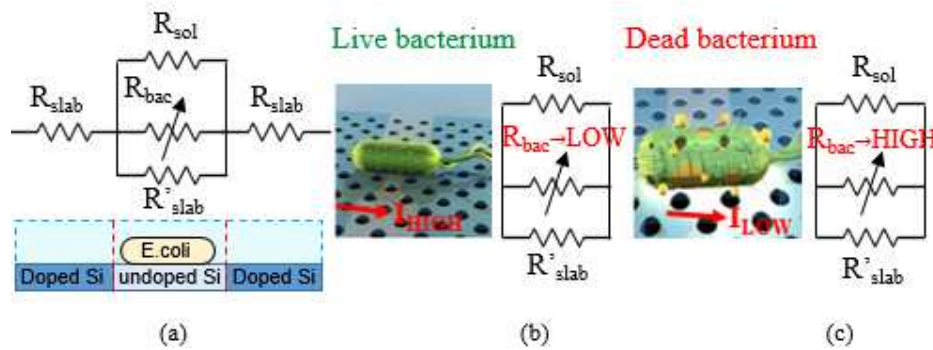 R_sol
R_slab
R_bac
R_slab
R'_slab
E.coli
Doped Si
undoped Si
Doped Si
(a)
Live bacterium
R_sol
R_bac→LOW
I_HIGH
R'_slab
(b)
Dead bacterium
R_sol
R_bac→HIGH
I_LOW
R'_slab
(c)